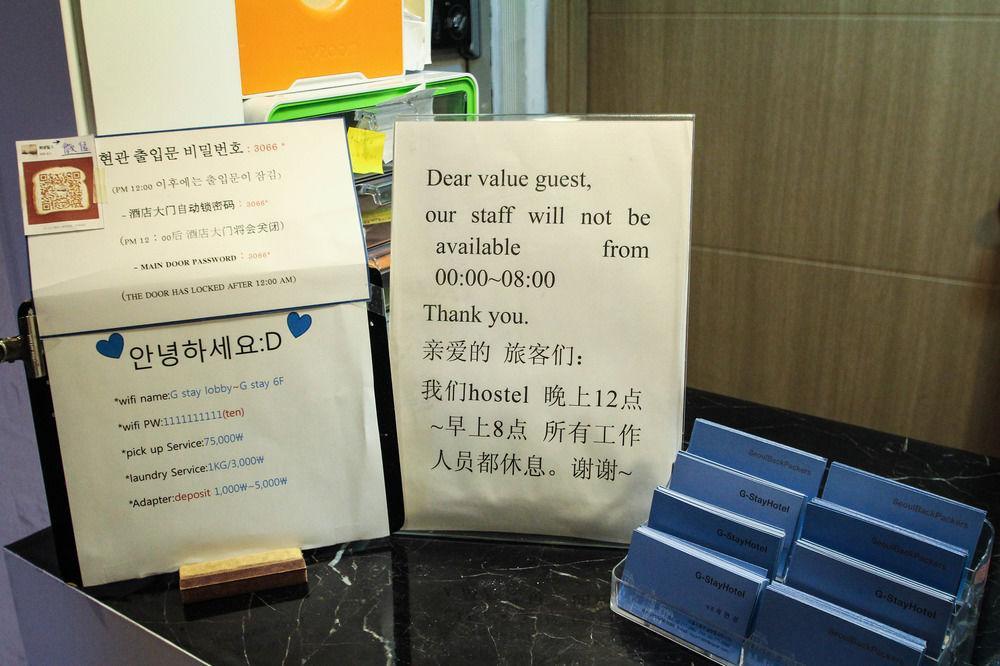 현관 출입문 비밀번호 : 3066*
(PM 12:00 이후에는 출입문이 잠김)
- 酒店大门自动锁密码 : 3066*
(PM 12 : 00后 酒店大门将会关闭)
- MAIN DOOR PASSWORD : 3066*
(THE DOOR HAS LOCKED AFTER 12:00 AM)
안녕하세요:D
*wifi name:G stay lobby~G stay 6F
*wifi PW:1111111111(ten)
*pick up Service:75,000₩
*laundry Service:1KG/3,000₩
*Adapter:deposit 1,000₩~5,000₩
Dear value guest,
our staff will not be
available from
00:00~08:00
Thank you.
亲爱的 旅客们:
我们hostel 晚上12点
~早上8点 所有工作
人员都休息。谢谢~
SeoulBackPackers
G-StayHotel
G-StayHotel
G-StayHotel
SeoulBackPackers
SeoulBackPackers
G-StayHotel
SeoulBackPackers